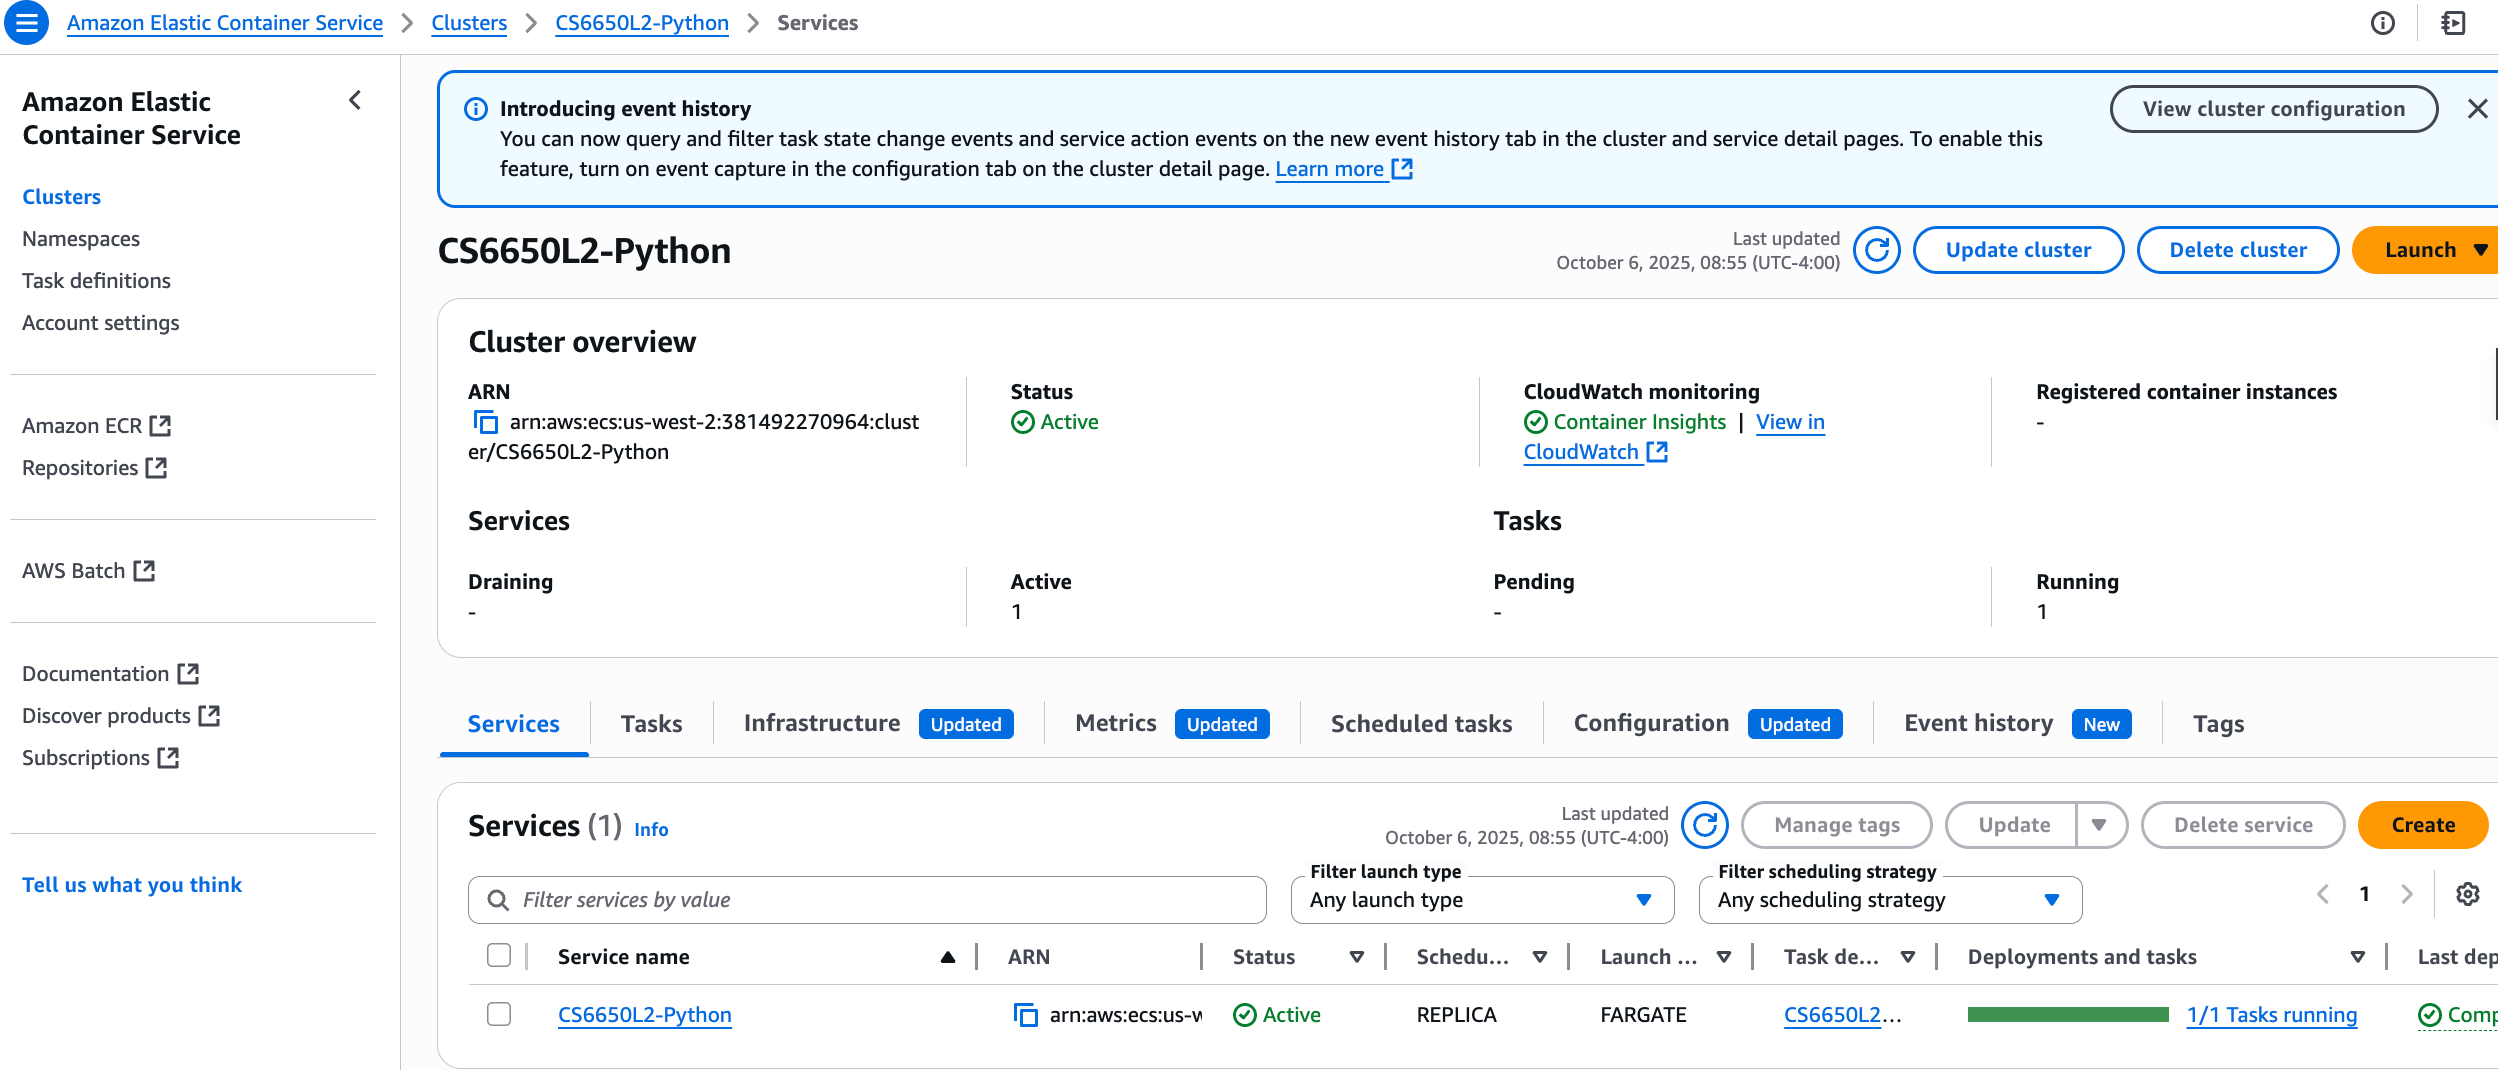 Amazon Elastic Container Service > Clusters > CS6650L2-Python > Services
Amazon Elastic
Container Service
Clusters
Namespaces
Task definitions
Account settings
Amazon ECR
Repositories
AWS Batch
Documentation
Discover products
Subscriptions
Tell us what you think
Introducing event history
You can now query and filter task state change events and service action events on the new event history tab in the cluster and service detail pages. To enable this
feature, turn on event capture in the configuration tab on the cluster detail page. Learn more
View cluster configuration
CS6650L2-Python
Last updated
October 6, 2025, 08:55 (UTC-4:00)
Update cluster
Delete cluster
Launch
Cluster overview
ARN
arn:aws:ecs:us-west-2:381492270964:clust
er/CS6650L2-Python
Status
Active
CloudWatch monitoring
Container Insights | View in
CloudWatch
Registered container instances
-
Services
Draining
-
Active
1
Tasks
Pending
-
Running
1
Services
Tasks
Infrastructure Updated
Metrics Updated
Scheduled tasks
Configuration Updated
Event history New
Tags
Services (1) Info
Last updated
October 6, 2025, 08:55 (UTC-4:00)
Manage tags
Update
Delete service
Create
Filter services by value
Filter launch type
Any launch type
Filter scheduling strategy
Any scheduling strategy
1
Service name ARN Status Schedu... Launch ... Task de... Deployments and tasks Last dep
CS6650L2-Python arn:aws:ecs:us-w Active REPLICA FARGATE CS6650L2... 1/1 Tasks running Comp